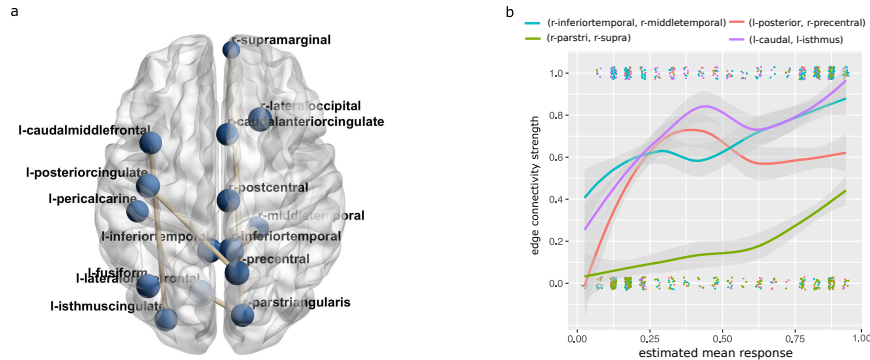 a
r-supramarginal
r-lateraloccipital
r-caudalanteriorcingulate
l-caudalmiddlefrontal
l-posteriorcingulate
r-postcentral
l-pericalcarine
r-middletemporal
l-inferiortemporal
r-inferiortemporal
r-precentral
l-fusiform
l-isthmuscingulate
r-parstriangularis
b
(r-inferiortemporal, r-middletemporal)
(l-posterior, r-precentral)
(r-parstri, r-supra)
(l-caudal, l-isthmus)
edge connectivity strength
1.0
0.8
0.6
0.4
0.2
0.0
0.00 0.25 0.50 0.75 1.00
estimated mean response